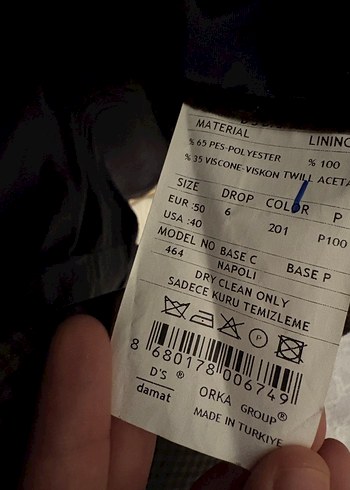 MATERIAL LINING
% 65 PES-POLYESTER % 100
% 35 VISCONE-VISKON TWILL ACETA
SIZE DROP COLOR P
EUR :50 6 201 P100
USA :40
MODEL NO BASE C BASE P
464 NAPOLI
DRY CLEAN ONLY
SADECE KURU TEMIZLEME
P
8 680178 006749
D'S ® ORKA GROUP®
damat MADE IN TURKIYE